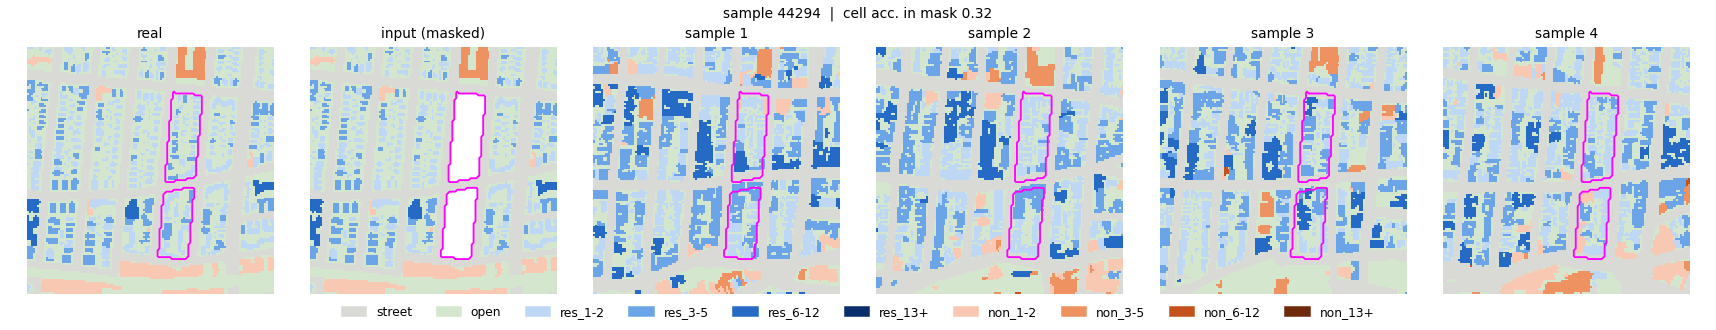 sample 44294  |  cell acc. in mask 0.32
real
input (masked)
sample 1
sample 2
sample 3
sample 4
street
open
res_1-2
res_3-5
res_6-12
res_13+
non_1-2
non_3-5
non_6-12
non_13+